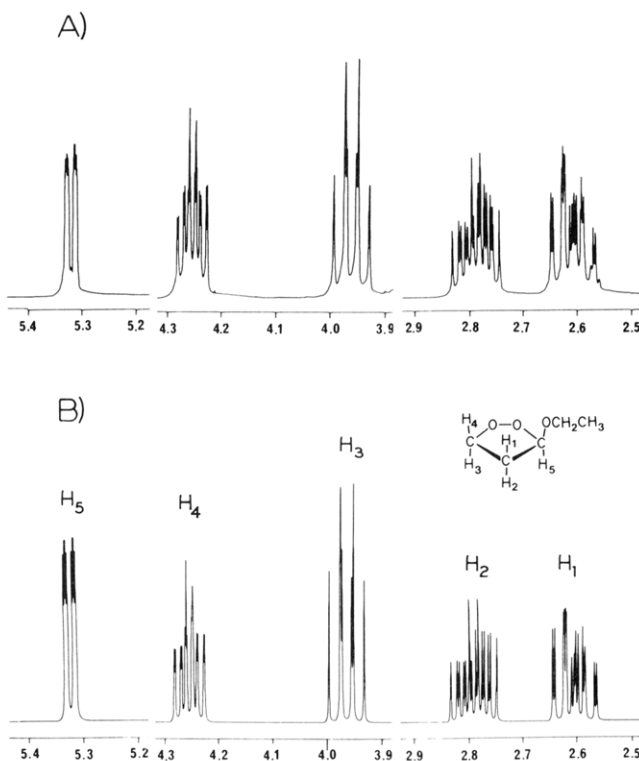 A)
5.4 5.3 5.2 4.3 4.2 4.1 4.0 3.9 2.9 2.8 2.7 2.6 2.5
B)
H4 O—O OCH2CH3
C H1 C
H3 C H5
H2
H3
H5 H4 H2 H1
5.4 5.3 5.2 4.3 4.2 4.1 4.0 3.9 2.9 2.8 2.7 2.6 2.5